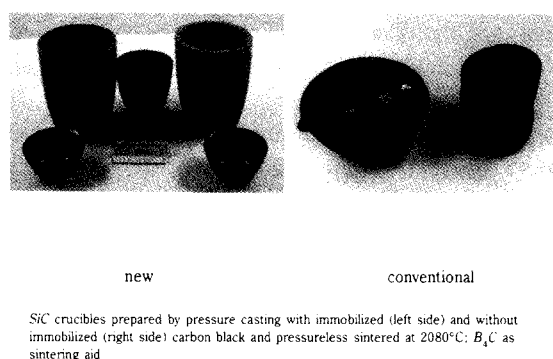 new
conventional
SiC crucibles prepared by pressure casting with immobilized (left side) and without
immobilized (right side) carbon black and pressureless sintered at 2080°C; B₄C as
sintering aid